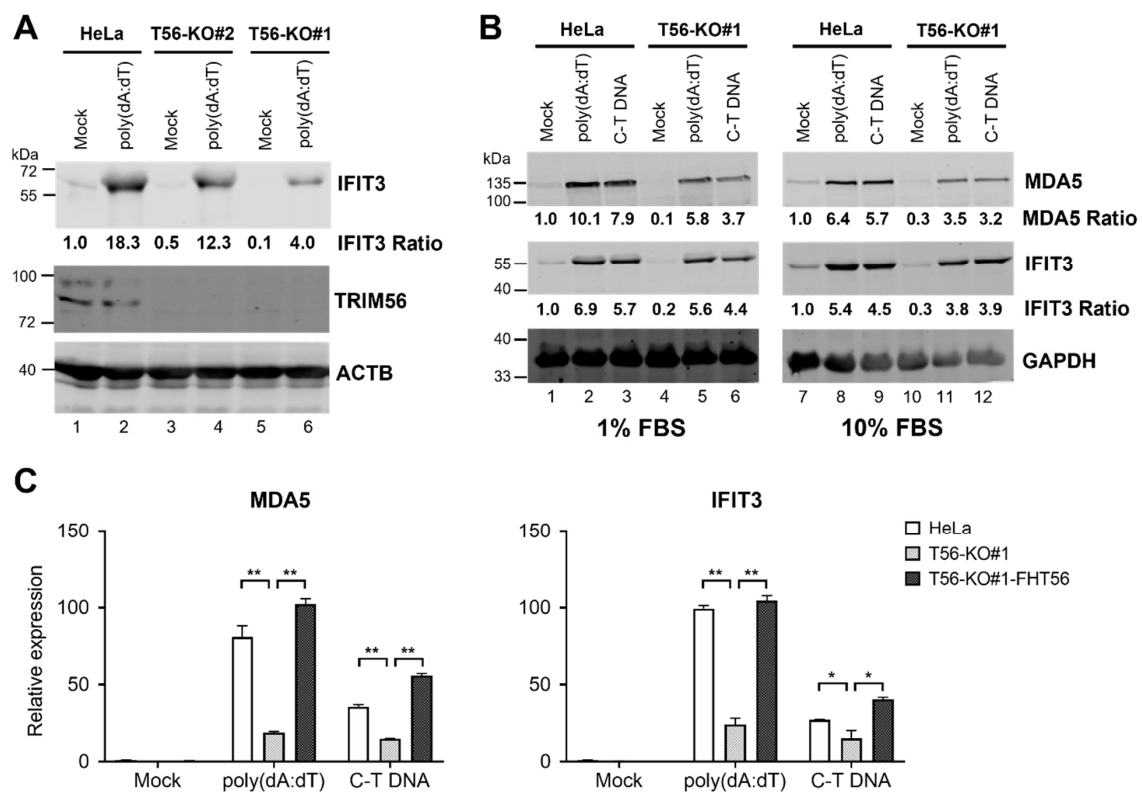 A
HeLa T56-KO#2 T56-KO#1
Mock poly(dA:dT) Mock poly(dA:dT) Mock poly(dA:dT)
kDa
72
55
IFIT3
1.0 18.3 0.5 12.3 0.1 4.0 IFIT3 Ratio
100
72
TRIM56
40
ACTB
1 2 3 4 5 6
B
HeLa T56-KO#1 HeLa T56-KO#1
Mock poly(dA:dT) C-T DNA Mock poly(dA:dT) C-T DNA Mock poly(dA:dT) C-T DNA Mock poly(dA:dT) C-T DNA
kDa
135
100
MDA5
1.0 10.1 7.9 0.1 5.8 3.7 1.0 6.4 5.7 0.3 3.5 3.2 MDA5 Ratio
55
40
IFIT3
1.0 6.9 5.7 0.2 5.6 4.4 1.0 5.4 4.5 0.3 3.8 3.9 IFIT3 Ratio
40
33
GAPDH
1 2 3 4 5 6 7 8 9 10 11 12
1% FBS 10% FBS
C
MDA5
Relative expression
150
100
50
0
** ** ** **
Mock poly(dA:dT) C-T DNA
IFIT3
150
100
50
0
** ** * *
Mock poly(dA:dT) C-T DNA
HeLa
T56-KO#1
T56-KO#1-FHT56